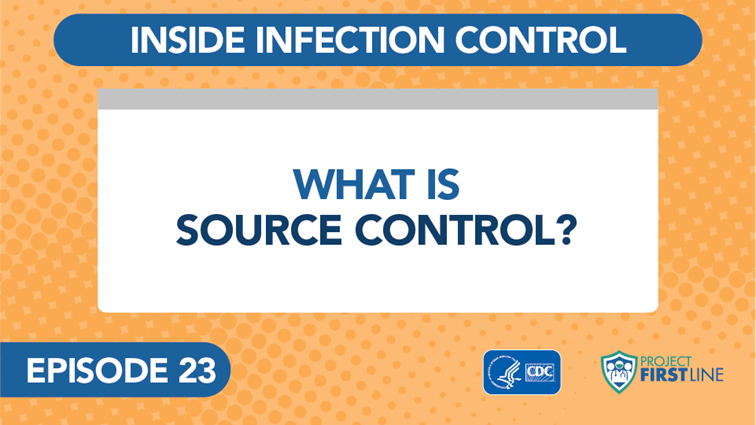 INSIDE INFECTION CONTROL
WHAT IS
SOURCE CONTROL?
EPISODE 23
CDC
PROJECT
FIRSTLINE